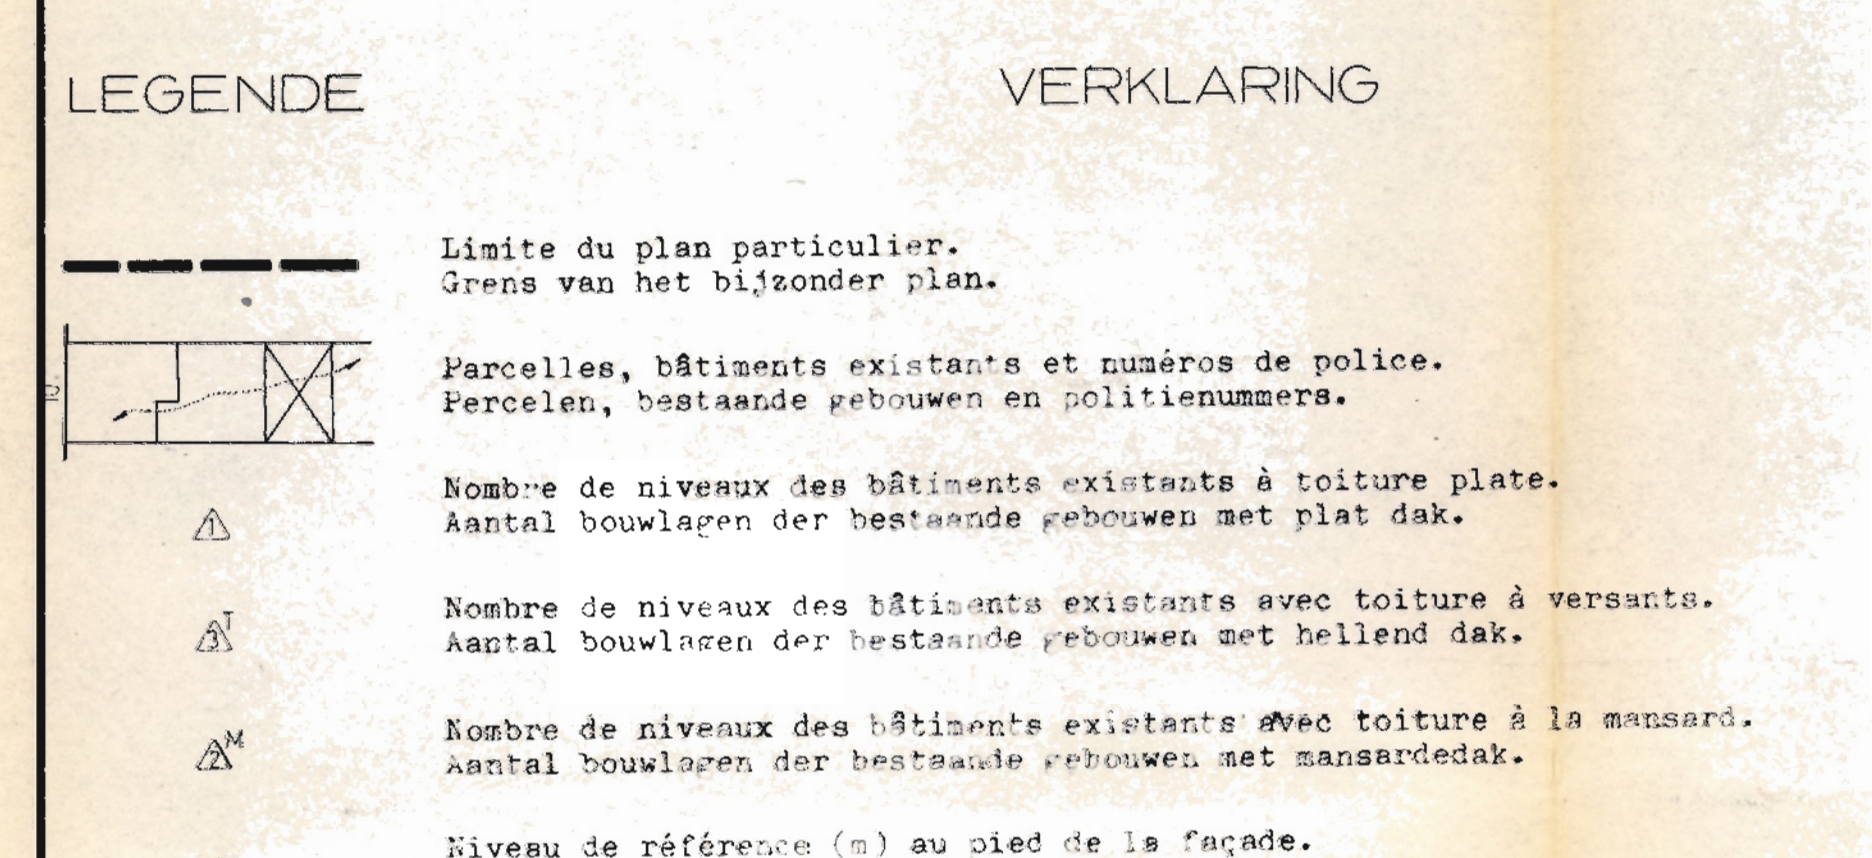 LEGENDE
VERKLARING
Limite du plan particulier.
Grens van het bijzonder plan.
10.
Parcelles, bâtiments existants et numéros de police.
Percelen, bestaande gebouwen en politienummers.
Nombre de niveaux des bâtiments existants à toiture plate.
1
Aantal bouwlagen der bestaande gebouwen met plat dak.
Nombre de niveaux des bâtiments existants avec toiture à versants.
3 T
Aantal bouwlagen der bestaande gebouwen met hellend dak.
Nombre de niveaux des bâtiments existants avec toiture à la mansard.
2 M
Aantal bouwlagen der bestaande gebouwen met mansardedak.
Niveau de référence (m) au pied de la façade.